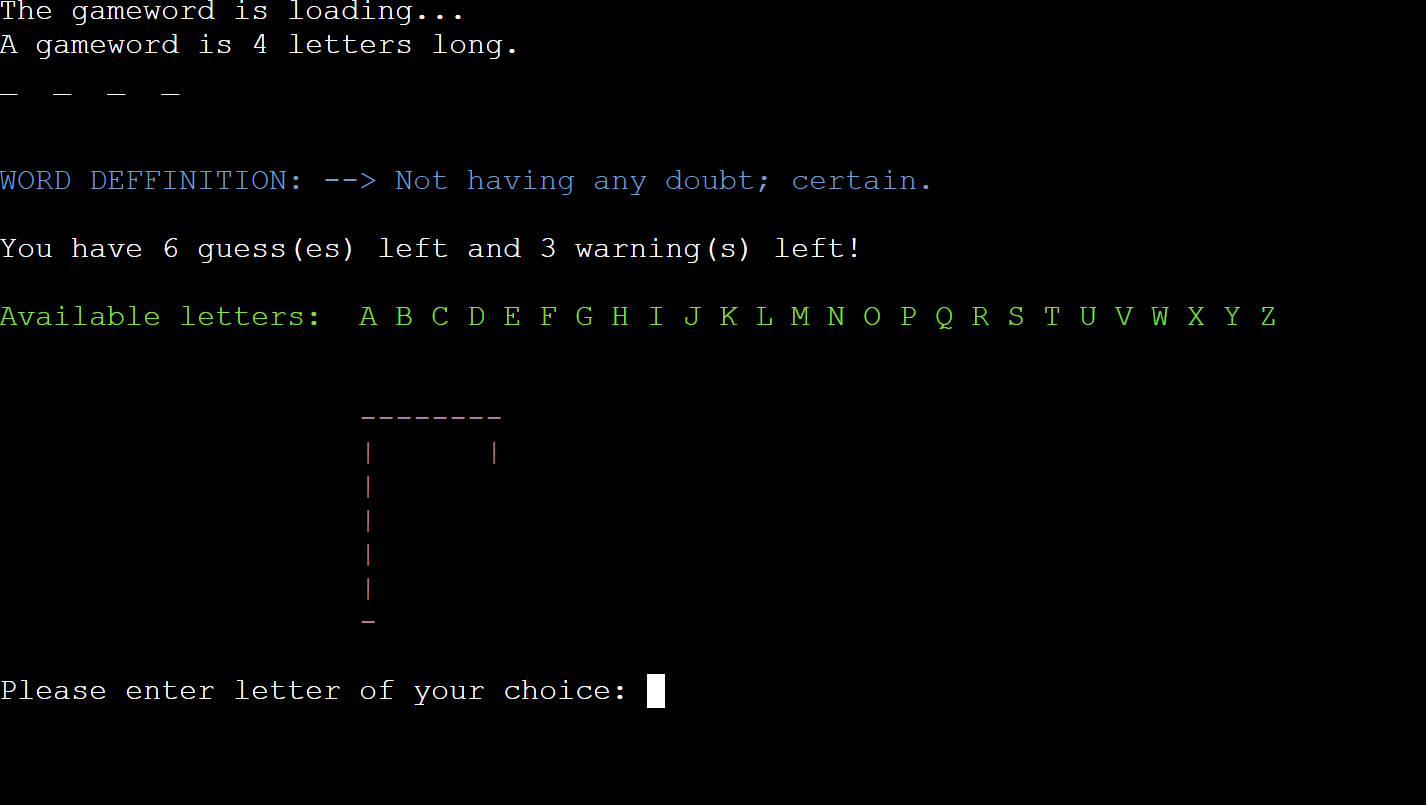 The gameword is loading...
A gameword is 4 letters long.
_ _ _ _
WORD DEFFINITION: --> Not having any doubt; certain.
You have 6 guess(es) left and 3 warning(s) left!
Available letters: A B C D E F G H I J K L M N O P Q R S T U V W X Y Z
--------
| |
|
|
|
|
-
Please enter letter of your choice: